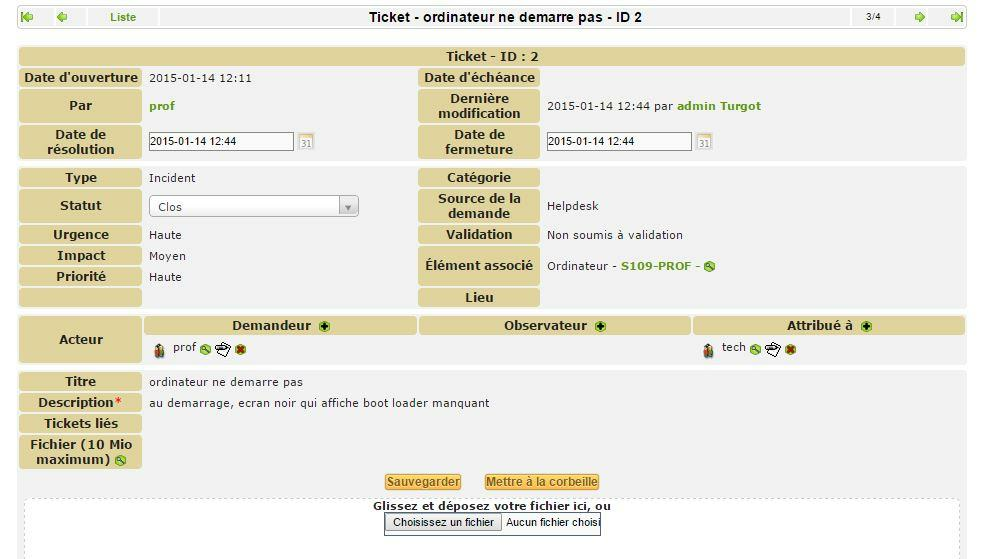 Liste Ticket - ordinateur ne demarre pas - ID 2 3/4
Ticket - ID : 2
Date d'ouverture 2015-01-14 12:11 Date d'échéance
Par prof Dernière modification 2015-01-14 12:44 par admin Turgot
Date de résolution 2015-01-14 12:44 31 Date de fermeture 2015-01-14 12:44 31
Type Incident Catégorie
Statut Clos Source de la demande Helpdesk
Urgence Haute Validation Non soumis à validation
Impact Moyen Élément associé Ordinateur - S109-PROF -
Priorité Haute
Lieu
Acteur Demandeur Observateur Attribué à
prof tech
Titre ordinateur ne demarre pas
Description* au demarrage, ecran noir qui affiche boot loader manquant
Tickets liés
Fichier (10 Mio maximum)
Sauvegarder Mettre à la corbeille
Glissez et déposez votre fichier ici, ou
Choisissez un fichier Aucun fichier choisi